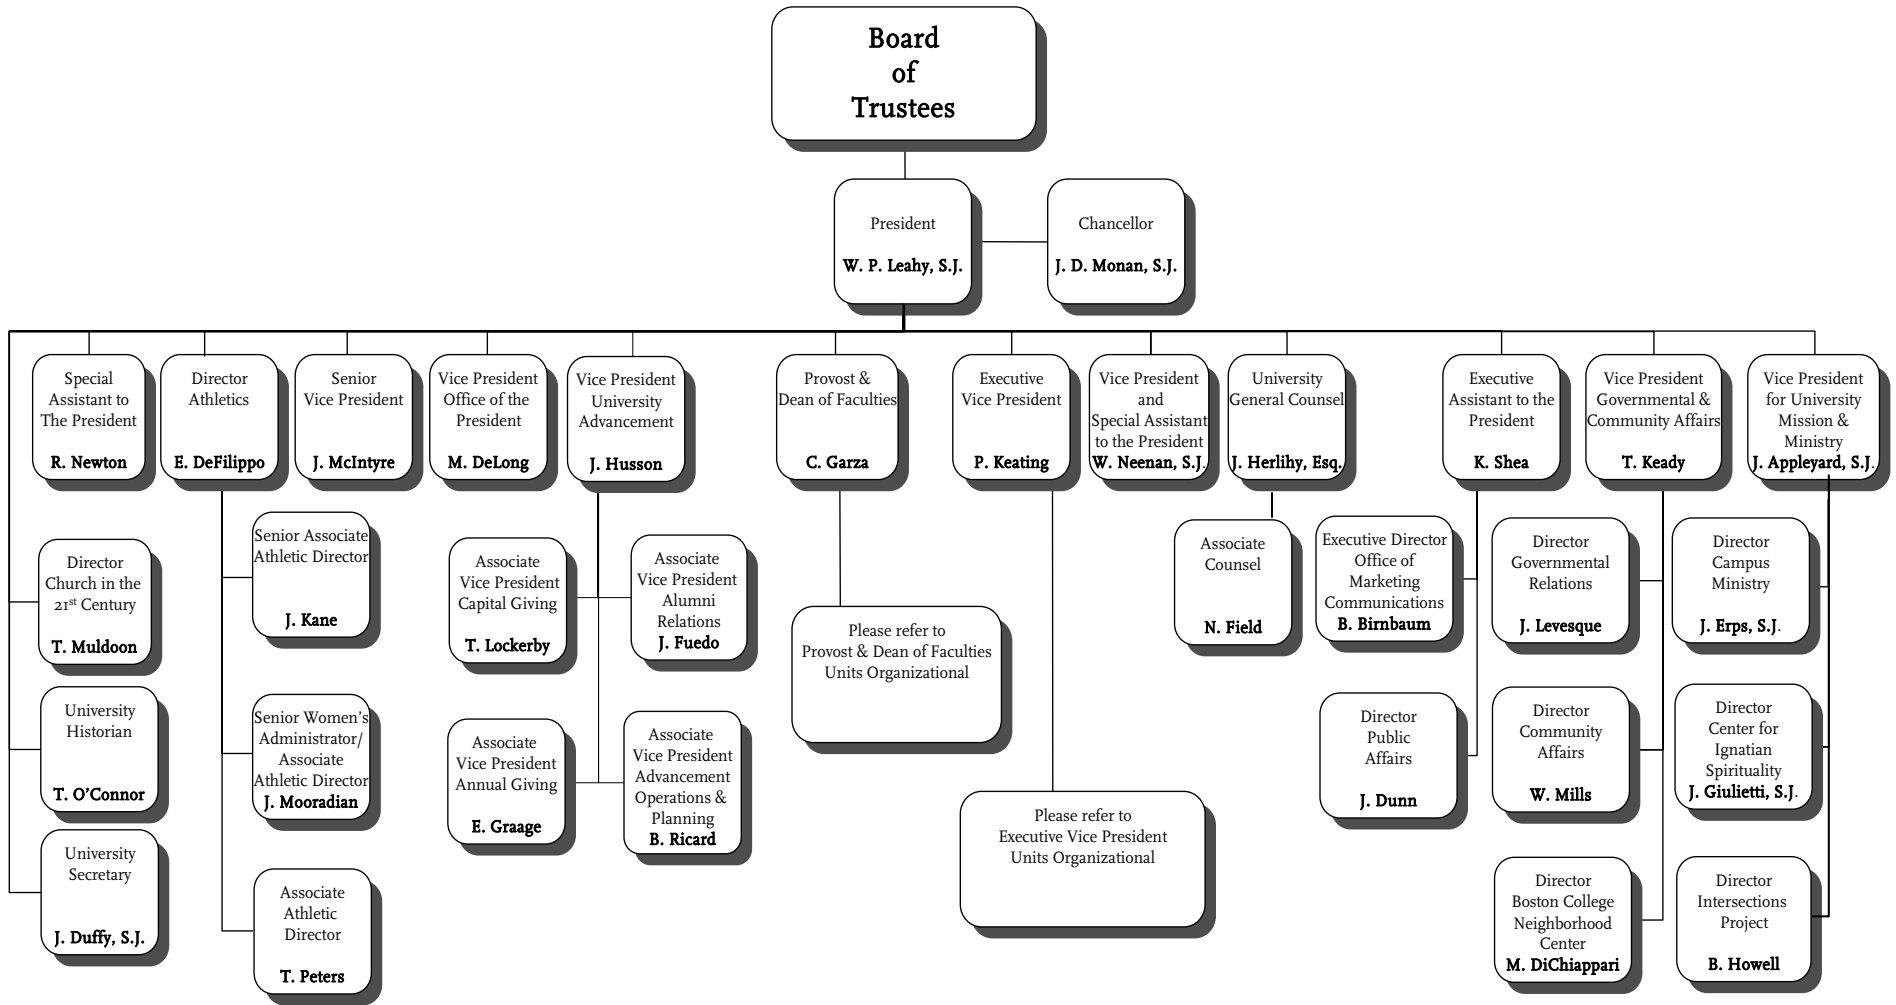 Board
of
Trustees
President
W. P. Leahy, S.J.
Chancellor
J. D. Monan, S.J.
Special
Assistant to
The President
R. Newton
Director
Athletics
E. DeFilippo
Senior
Vice President
J. McIntyre
Vice President
Office of the
President
M. DeLong
Vice President
University
Advancement
J. Husson
Provost &
Dean of Faculties
C. Garza
Executive
Vice President
P. Keating
Vice President
and
Special Assistant
to the President
W. Neenan, S.J.
University
General Counsel
J. Herlihy, Esq.
Executive
Assistant to the
President
K. Shea
Vice President
Governmental &
Community Affairs
T. Keady
Vice President
for University
Mission &
Ministry
J. Appleyard, S.J.
Director
Church in the
21st Century
T. Muldoon
Senior Associate
Athletic Director
J. Kane
Associate
Vice President
Capital Giving
T. Lockerby
Associate
Vice President
Alumni
Relations
J. Fuedo
Please refer to
Provost & Dean of Faculties
Units Organizational
Associate
Counsel
N. Field
Executive Director
Office of
Marketing
Communications
B. Birnbaum
Director
Governmental
Relations
J. Levesque
Director
Campus
Ministry
J. Erps, S.J.
University
Historian
T. O’Connor
Senior Women’s
Administrator/
Associate
Athletic Director
J. Mooradian
Associate
Vice President
Annual Giving
E. Graage
Associate
Vice President
Advancement
Operations &
Planning
B. Ricard
Please refer to
Executive Vice President
Units Organizational
Director
Public
Affairs
J. Dunn
Director
Community
Affairs
W. Mills
Director
Center for
Ignatian
Spirituality
J. Giulietti, S.J.
University
Secretary
J. Duffy, S.J.
Associate
Athletic
Director
T. Peters
Director
Boston College
Neighborhood
Center
M. DiChiappari
Director
Intersections
Project
B. Howell